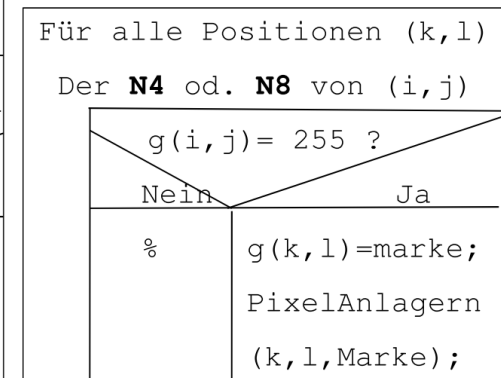 Für alle Positionen (k,l)
Der N4 od. N8 von (i,j)
g(i,j)= 255 ?
Nein Ja
% g(k,l)=marke;
PixelAnlagern
(k,l,Marke);